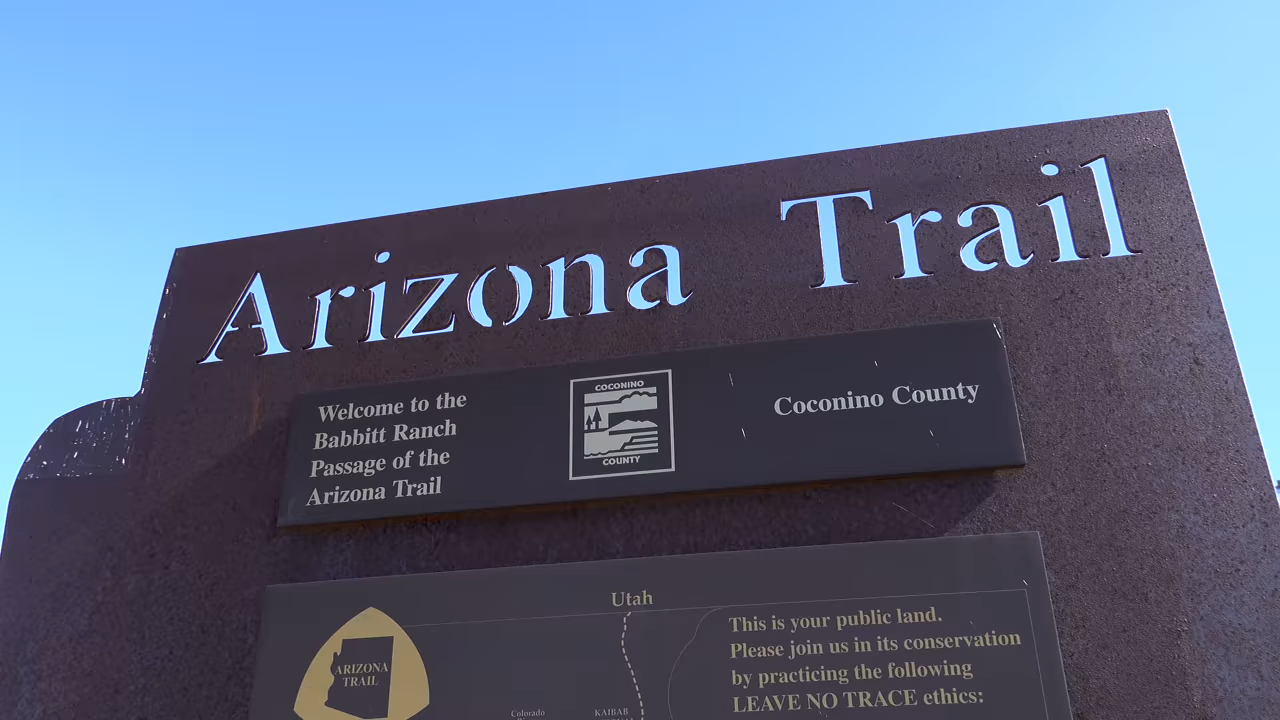 Arizona Trail
Welcome to the
Babbitt Ranch
Passage of the
Arizona Trail
COCONINO
COUNTY
Coconino County
Utah
ARIZONA
TRAIL
This is your public land.
Please join us in its conservation
by practicing the following
LEAVE NO TRACE ethics:
Colorado
KAIBAB